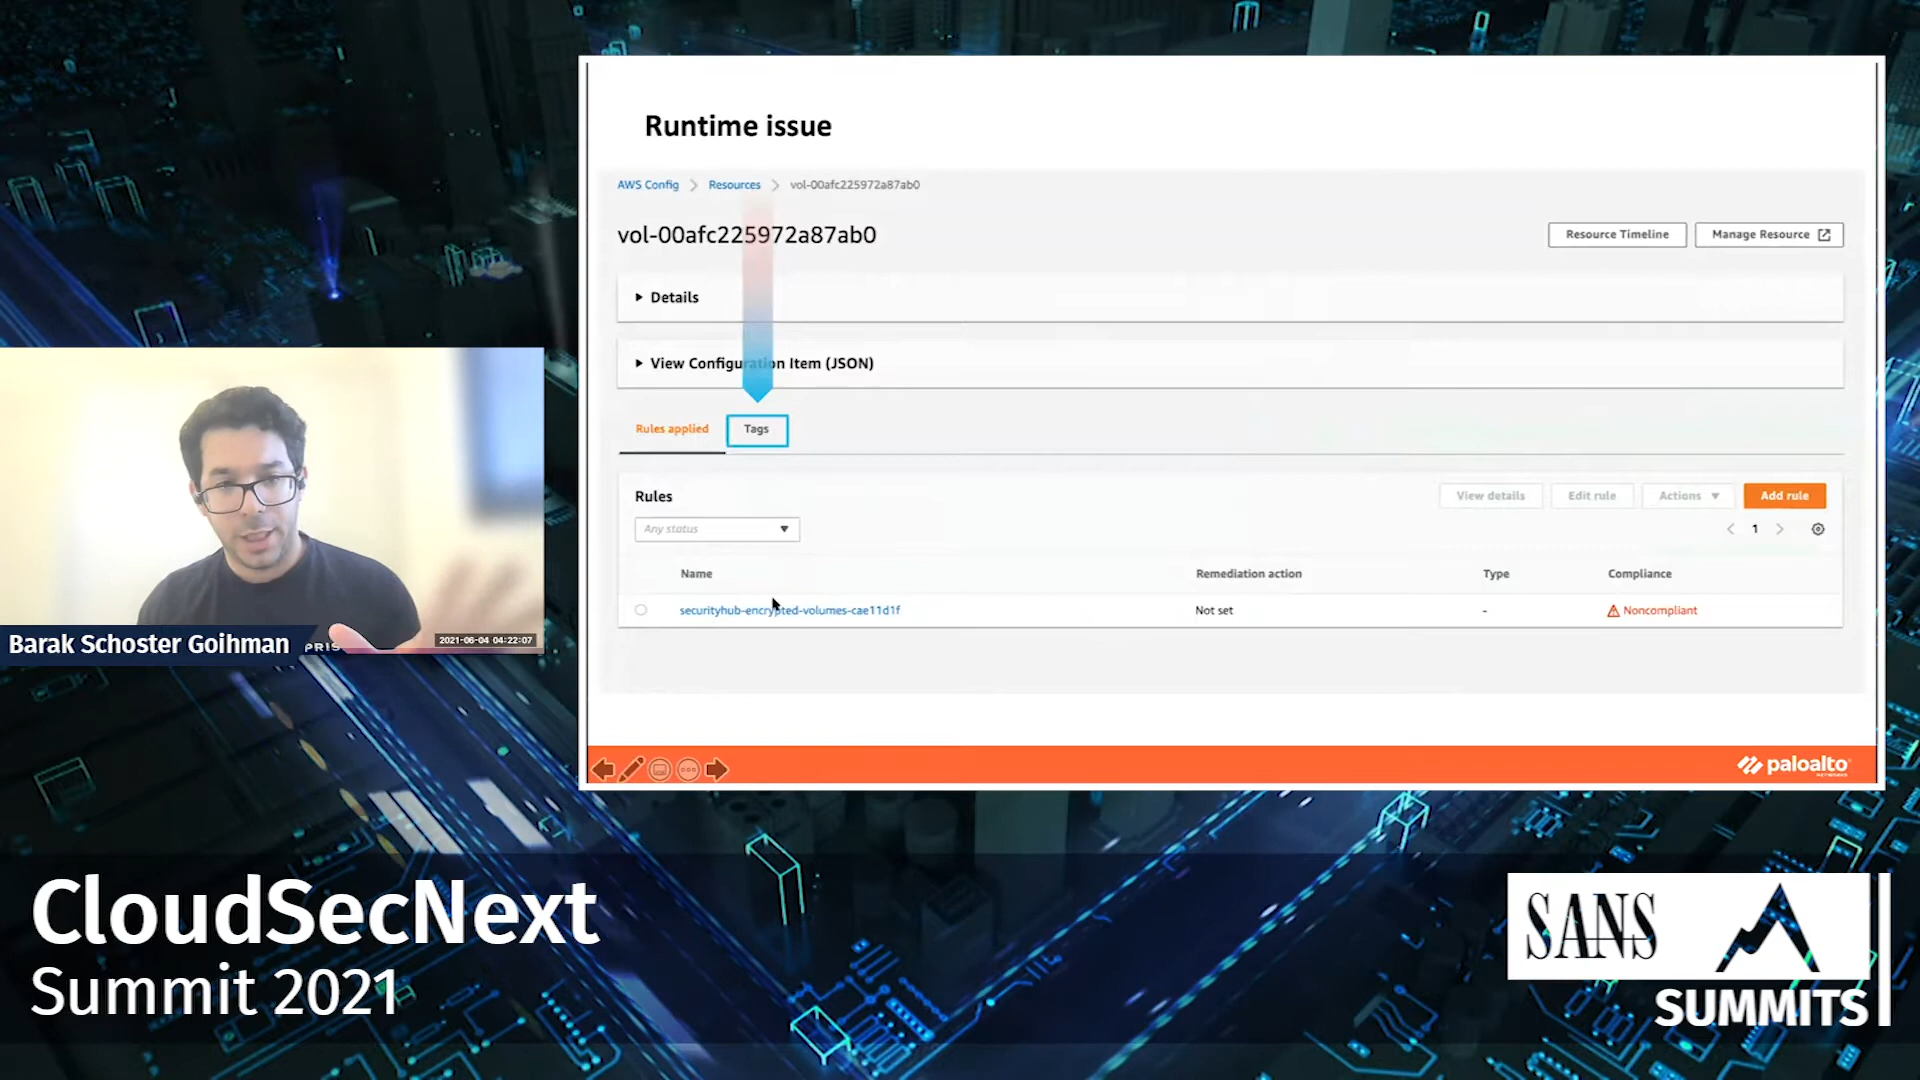 Runtime issue
AWS Config
Resources
vol-00afc225972a87ab0
vol-00afc225972a87ab0
Resource Timeline
Manage Resource
Details
View Configuration Item (JSON)
Rules applied
Tags
Rules
View details
Edit rule
Actions
Add rule
Any status
1
Name
Remediation action
Type
Compliance
securityhub-encrypted-volumes-cae11d1f
Not set
-
Noncompliant
paloalto
NETWORKS
Barak Schoster Goihman
PRIS
2021-06-04 04:22:07
CloudSecNext
Summit 2021
SANS
SUMMITS